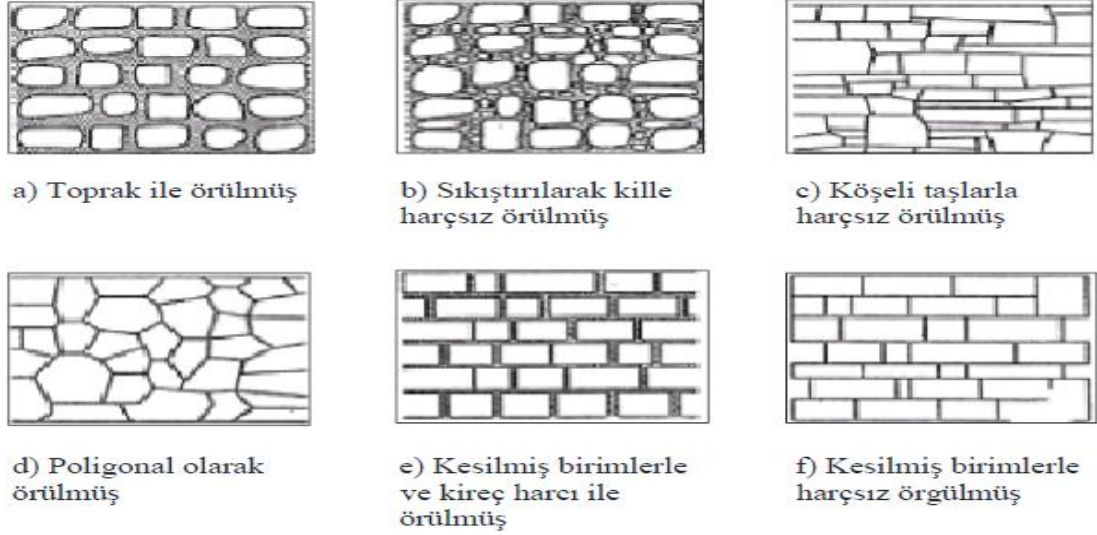 a) Toprak ile örülmüş
b) Sıkıştırılarak kille
harçsız örülmüş
c) Köşeli taşlarla
harçsız örülmüş
d) Poligonal olarak
örülmüş
e) Kesilmiş birimlerle
ve kireç harcı ile
örülmüş
f) Kesilmiş birimlerle
harçsız örgülmüş